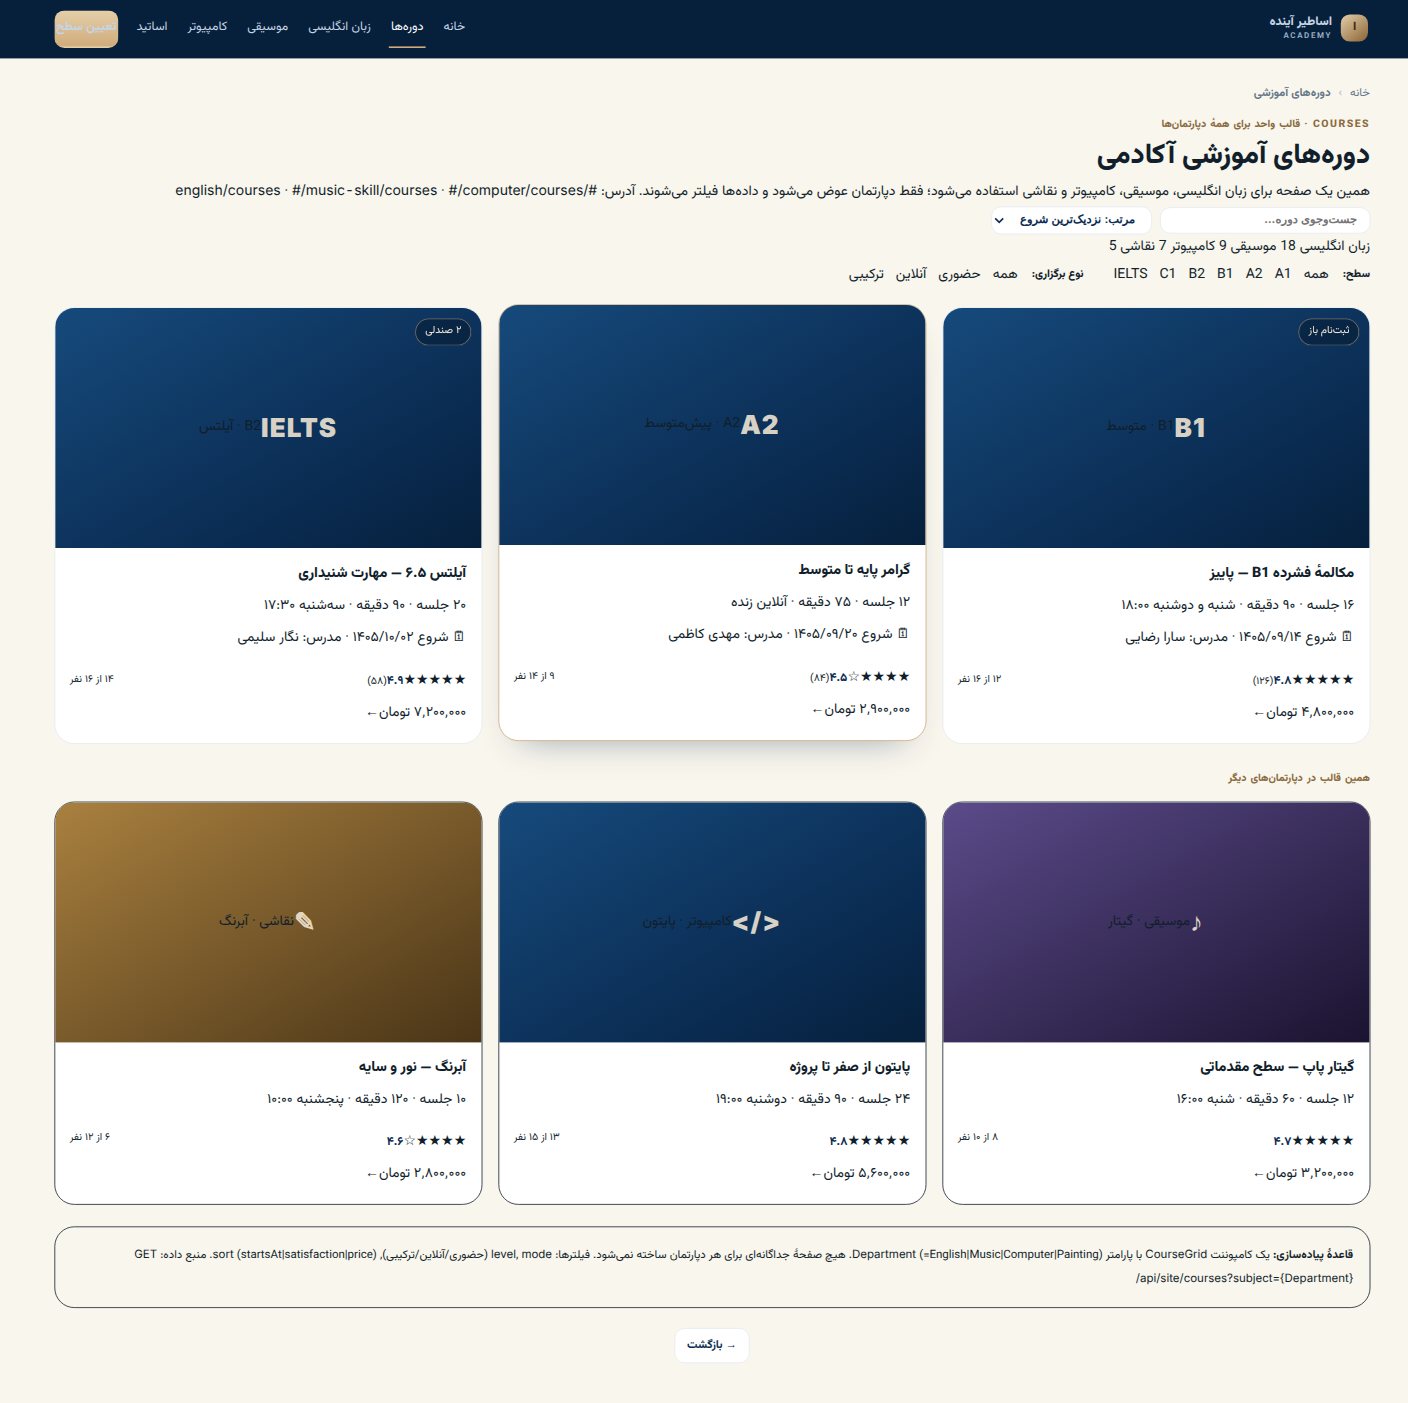 ا
اساطیر آینده
ACADEMY
خانه
دوره‌ها
زبان انگلیسی
موسیقی
کامپیوتر
اساتید
تعیین سطح
خانه › دوره‌های آموزشی
COURSES · قالب واحد برای همهٔ دپارتمان‌ها
دوره‌های آموزشی آکادمی
همین یک صفحه برای زبان انگلیسی، موسیقی، کامپیوتر و نقاشی استفاده می‌شود؛ فقط دپارتمان عوض می‌شود و داده‌ها فیلتر می‌شوند. آدرس: #/english/courses · #/music-skill/courses · #/computer/courses
جست‌وجوی دوره...
مرتب: نزدیک‌ترین شروع
زبان انگلیسی 18 موسیقی 9 کامپیوتر 7 نقاشی 5
سطح: همه A1 A2 B1 B2 C1 IELTS نوع برگزاری: همه حضوری آنلاین ترکیبی
ثبت‌نام باز
B1
B1 · متوسط
مکالمهٔ فشرده B1 — پاییز
۱۶ جلسه · ۹۰ دقیقه · شنبه و دوشنبه ۱۸:۰۰
🗓 شروع ۱۴۰۵/۰۹/۱۴ · مدرس: سارا رضایی
★★★★★۴.۸(۱۲۶)
۱۲ از ۱۶ نفر
۴,۸۰۰,۰۰۰ تومان←
A2
A2 · پیش‌متوسط
گرامر پایه تا متوسط
۱۲ جلسه · ۷۵ دقیقه · آنلاین زنده
🗓 شروع ۱۴۰۵/۰۹/۲۰ · مدرس: مهدی کاظمی
★★★★☆۴.۵(۸۴)
۹ از ۱۴ نفر
۲,۹۰۰,۰۰۰ تومان←
۲ صندلی
IELTS
B2 · آیلتس
آیلتس ۶.۵ — مهارت شنیداری
۲۰ جلسه · ۹۰ دقیقه · سه‌شنبه ۱۷:۳۰
🗓 شروع ۱۴۰۵/۱۰/۰۲ · مدرس: نگار سلیمی
★★★★★۴.۹(۵۸)
۱۴ از ۱۶ نفر
۷,۲۰۰,۰۰۰ تومان←
همین قالب در دپارتمان‌های دیگر
♪
موسیقی · گیتار
گیتار پاپ — سطح مقدماتی
۱۲ جلسه · ۶۰ دقیقه · شنبه ۱۶:۰۰
★★★★★۴.۷
۸ از ۱۰ نفر
۳,۲۰۰,۰۰۰ تومان←
</>
کامپیوتر · پایتون
پایتون از صفر تا پروژه
۲۴ جلسه · ۹۰ دقیقه · دوشنبه ۱۹:۰۰
★★★★★۴.۸
۱۳ از ۱۵ نفر
۵,۶۰۰,۰۰۰ تومان←
✎
نقاشی · آبرنگ
آبرنگ — نور و سایه
۱۰ جلسه · ۱۲۰ دقیقه · پنجشنبه ۱۰:۰۰
★★★★☆۴.۶
۶ از ۱۲ نفر
۲,۸۰۰,۰۰۰ تومان←
قاعدهٔ پیاده‌سازی: یک کامپوننت CourseGrid با پارامتر Department (=English|Music|Computer|Painting). هیچ صفحهٔ جداگانه‌ای برای هر دپارتمان ساخته نمی‌شود. فیلترها: level, mode (حضوری/آنلاین/ترکیبی), sort (startsAt|satisfaction|price). منبع داده: GET
/api/site/courses?subject={Department}
→ بازگشت